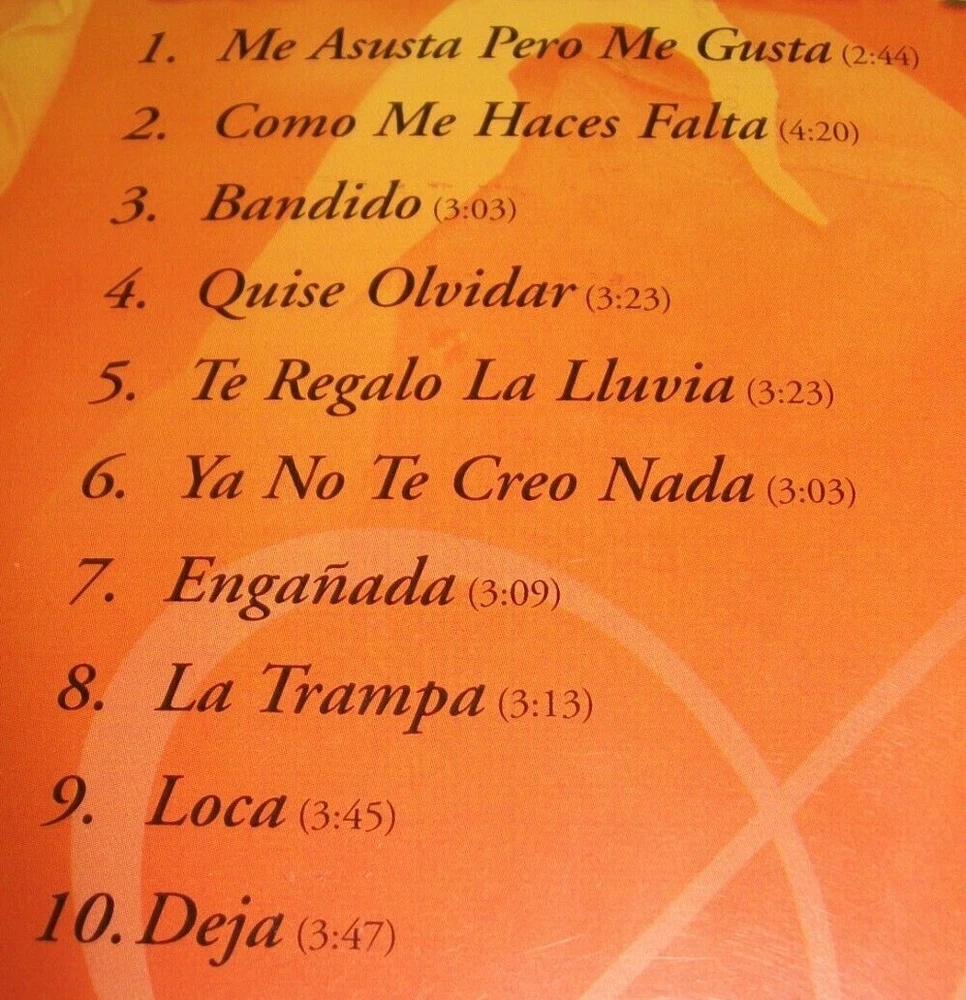 1. Me Asusta Pero Me Gusta (2:44)
2. Como Me Haces Falta (4:20)
3. Bandido (3:03)
4. Quise Olvidar (3:23)
5. Te Regalo La Lluvia (3:23)
6. Ya No Te Creo Nada (3:03)
7. Engañada (3:09)
8. La Trampa (3:13)
9. Loca (3:45)
10. Deja (3:47)